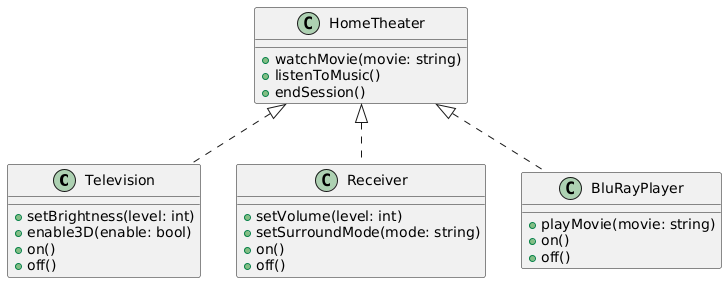 C HomeTheater
watchMovie(movie: string)
listenToMusic()
endSession()
C Television
setBrightness(level: int)
enable3D(enable: bool)
on()
off()
C Receiver
setVolume(level: int)
setSurroundMode(mode: string)
on()
off()
C BluRayPlayer
playMovie(movie: string)
on()
off()